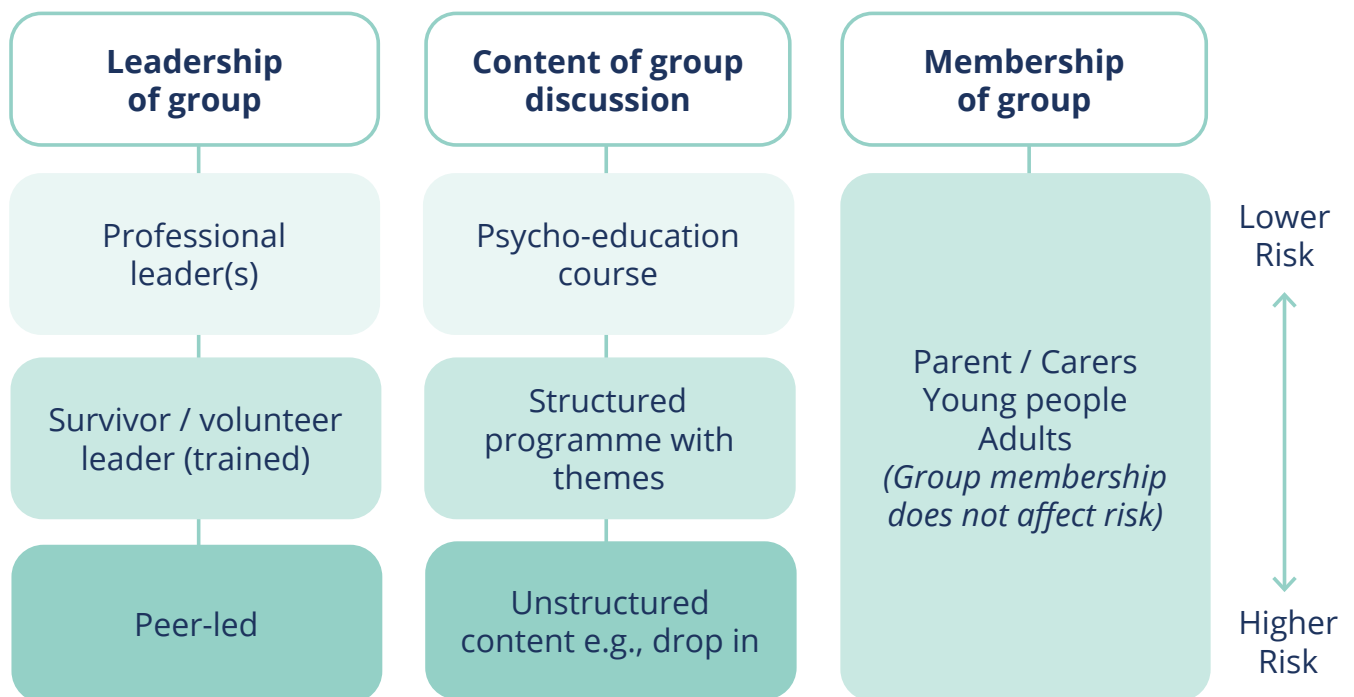 Leadership
of group
Professional
leader(s)
Survivor / volunteer
leader (trained)
Peer-led
Content of group
discussion
Psycho-education
course
Structured
programme with
themes
Unstructured
content e.g., drop in
Membership
of group
Parent / Carers
Young people
Adults
(Group membership
does not affect risk)
Lower
Risk
Higher
Risk